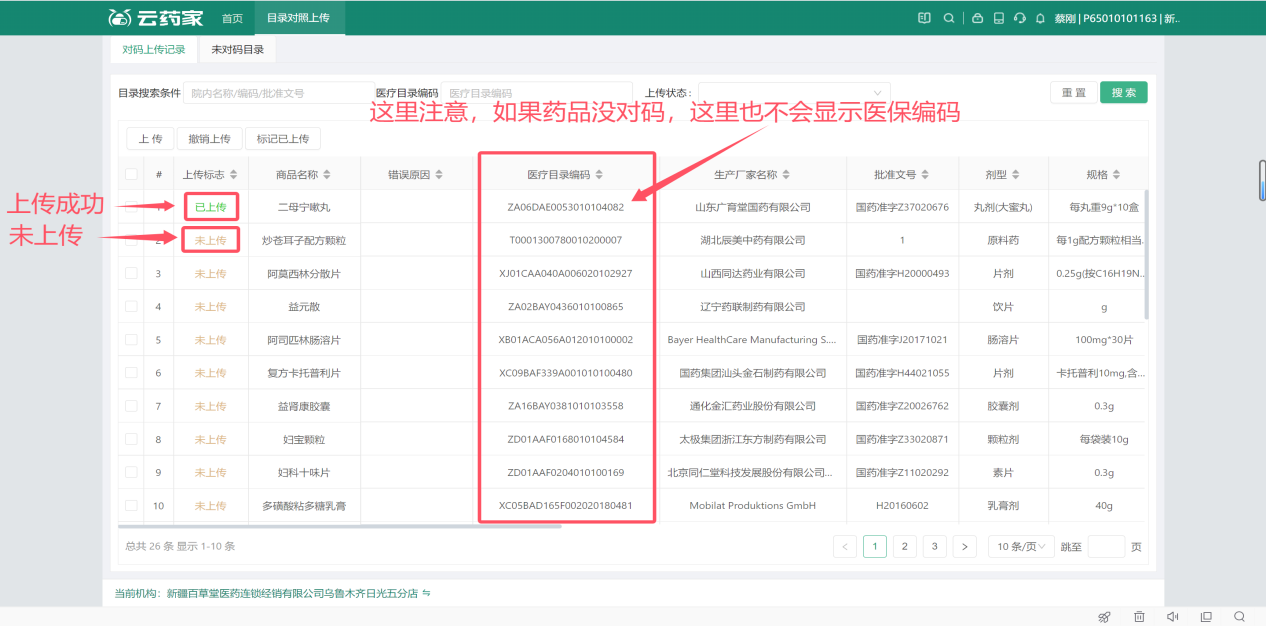 云药家 首页 目录对照上传 蔡刚 | P65010101163 | 新..
对码上传记录 未对码目录
目录搜索条件 院内名称/编码/批准文号 医疗目录编码 医疗目录编码 上传状态: 重置 搜索
这里注意，如果药品没对码，这里也不会显示医保编码
上传 撤销上传 标记已上传
# 上传标志 商品名称 错误原因 医疗目录编码 生产厂家名称 批准文号 剂型 规格
上传成功
未上传
1 已上传 二母宁嗽丸 ZA06DAE0053010104082 山东广育堂国药有限公司 国药准字Z37020676 丸剂(大蜜丸) 每丸重9g*10盒
2 未上传 炒苍耳子配方颗粒 T0001300780010200007 湖北辰美中药有限公司 1 原料药 每1g配方颗粒相当.
3 未上传 阿莫西林分散片 XJ01CAA040A006020102927 山西同达药业有限公司 国药准字H20000493 片剂 0.25g(按C16H19N..
4 未上传 益元散 ZA02BAY0436010100865 辽宁药联制药有限公司 饮片 g
5 未上传 阿司匹林肠溶片 XB01ACA056A012010100002 Bayer HealthCare Manufacturing S.... 国药准字J20171021 肠溶片 100mg*30片
6 未上传 复方卡托普利片 XC09BAF339A001010100480 国药集团汕头金石制药有限公司 国药准字H44021055 片剂 卡托普利10mg,含...
7 未上传 益肾康胶囊 ZA16BAY0381010103558 通化金汇药业股份有限公司 国药准字Z20026762 胶囊剂 0.3g
8 未上传 妇宝颗粒 ZD01AAF0168010104584 太极集团浙江东方制药有限公司 国药准字Z33020871 颗粒剂 每袋装10g
9 未上传 妇科十味片 ZD01AAF0204010100169 北京同仁堂科技发展股份有限公司... 国药准字Z11020292 素片 0.3g
10 未上传 多磺酸粘多糖乳膏 XC05BAD165F002020180481 Mobilat Produktions GmbH H20160602 乳膏剂 40g
总共 26 条 显示 1-10 条 < 1 2 3 > 10 条/页 跳至 页
当前机构：新疆百草堂医药连锁经销有限公司乌鲁木齐日光五分店